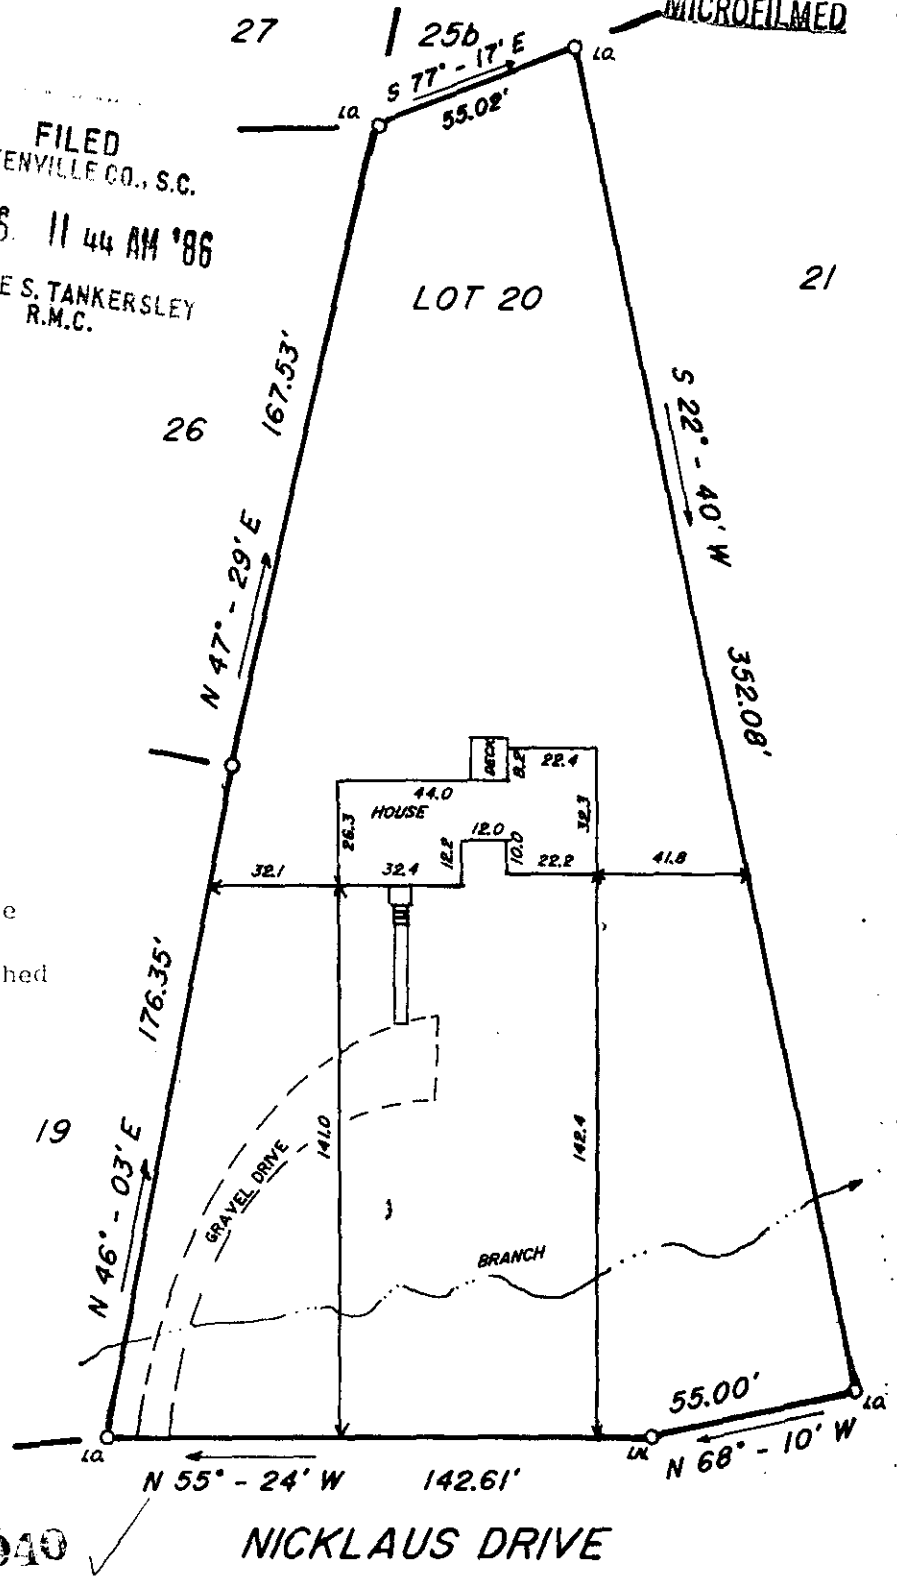 MICROFILMED
27
25b
S 77° - 17' E
55.02'
I.O.
I.O.
FILED
ENVILLE CO., S.C.
11 44 AM '86
E S. TANKERSLEY
R.M.C.
LOT 20
21
26
167.53'
N 47° - 29' E
S 22° - 40' W
352.08'
DECK
8.2
22.4
44.0
HOUSE
26.3
12.0
12.2
10.0
32.3
32.1
32.4
22.2
41.8
e
hed
176.35'
19
N 46° - 03' E
141.0
142.4
GRAVEL DRIVE
BRANCH
55.00'
I.O.
I.O.
I.N.
N 68° - 10' W
N 55° - 24' W
142.61'
040
NICKLAUS DRIVE